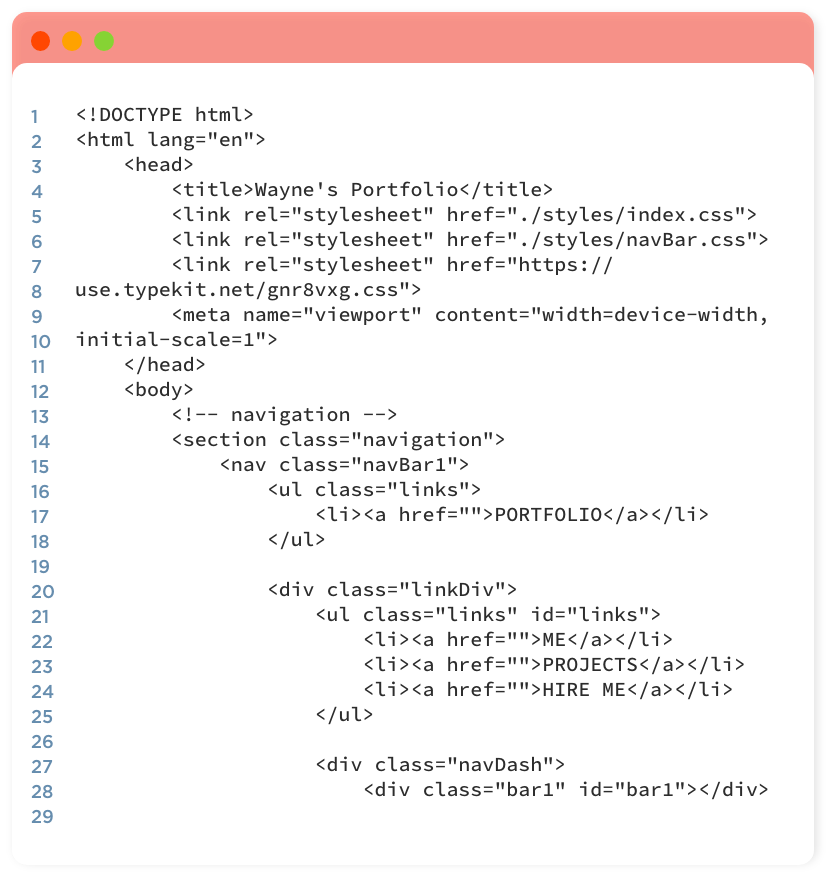 1 <!DOCTYPE html>
2 <html lang="en">
3     <head>
4         <title>Wayne's Portfolio</title>
5         <link rel="stylesheet" href="./styles/index.css">
6         <link rel="stylesheet" href="./styles/navBar.css">
7         <link rel="stylesheet" href="https://
8 use.typekit.net/gnr8vxg.css">
9         <meta name="viewport" content="width=device-width,
10 initial-scale=1">
11     </head>
12     <body>
13         <!-- navigation -->
14         <section class="navigation">
15             <nav class="navBar1">
16                 <ul class="links">
17                     <li><a href="">PORTFOLIO</a></li>
18                 </ul>
19
20                 <div class="linkDiv">
21                     <ul class="links" id="links">
22                         <li><a href="">ME</a></li>
23                         <li><a href="">PROJECTS</a></li>
24                         <li><a href="">HIRE ME</a></li>
25                     </ul>
26
27                     <div class="navDash">
28                         <div class="bar1" id="bar1"></div>
29